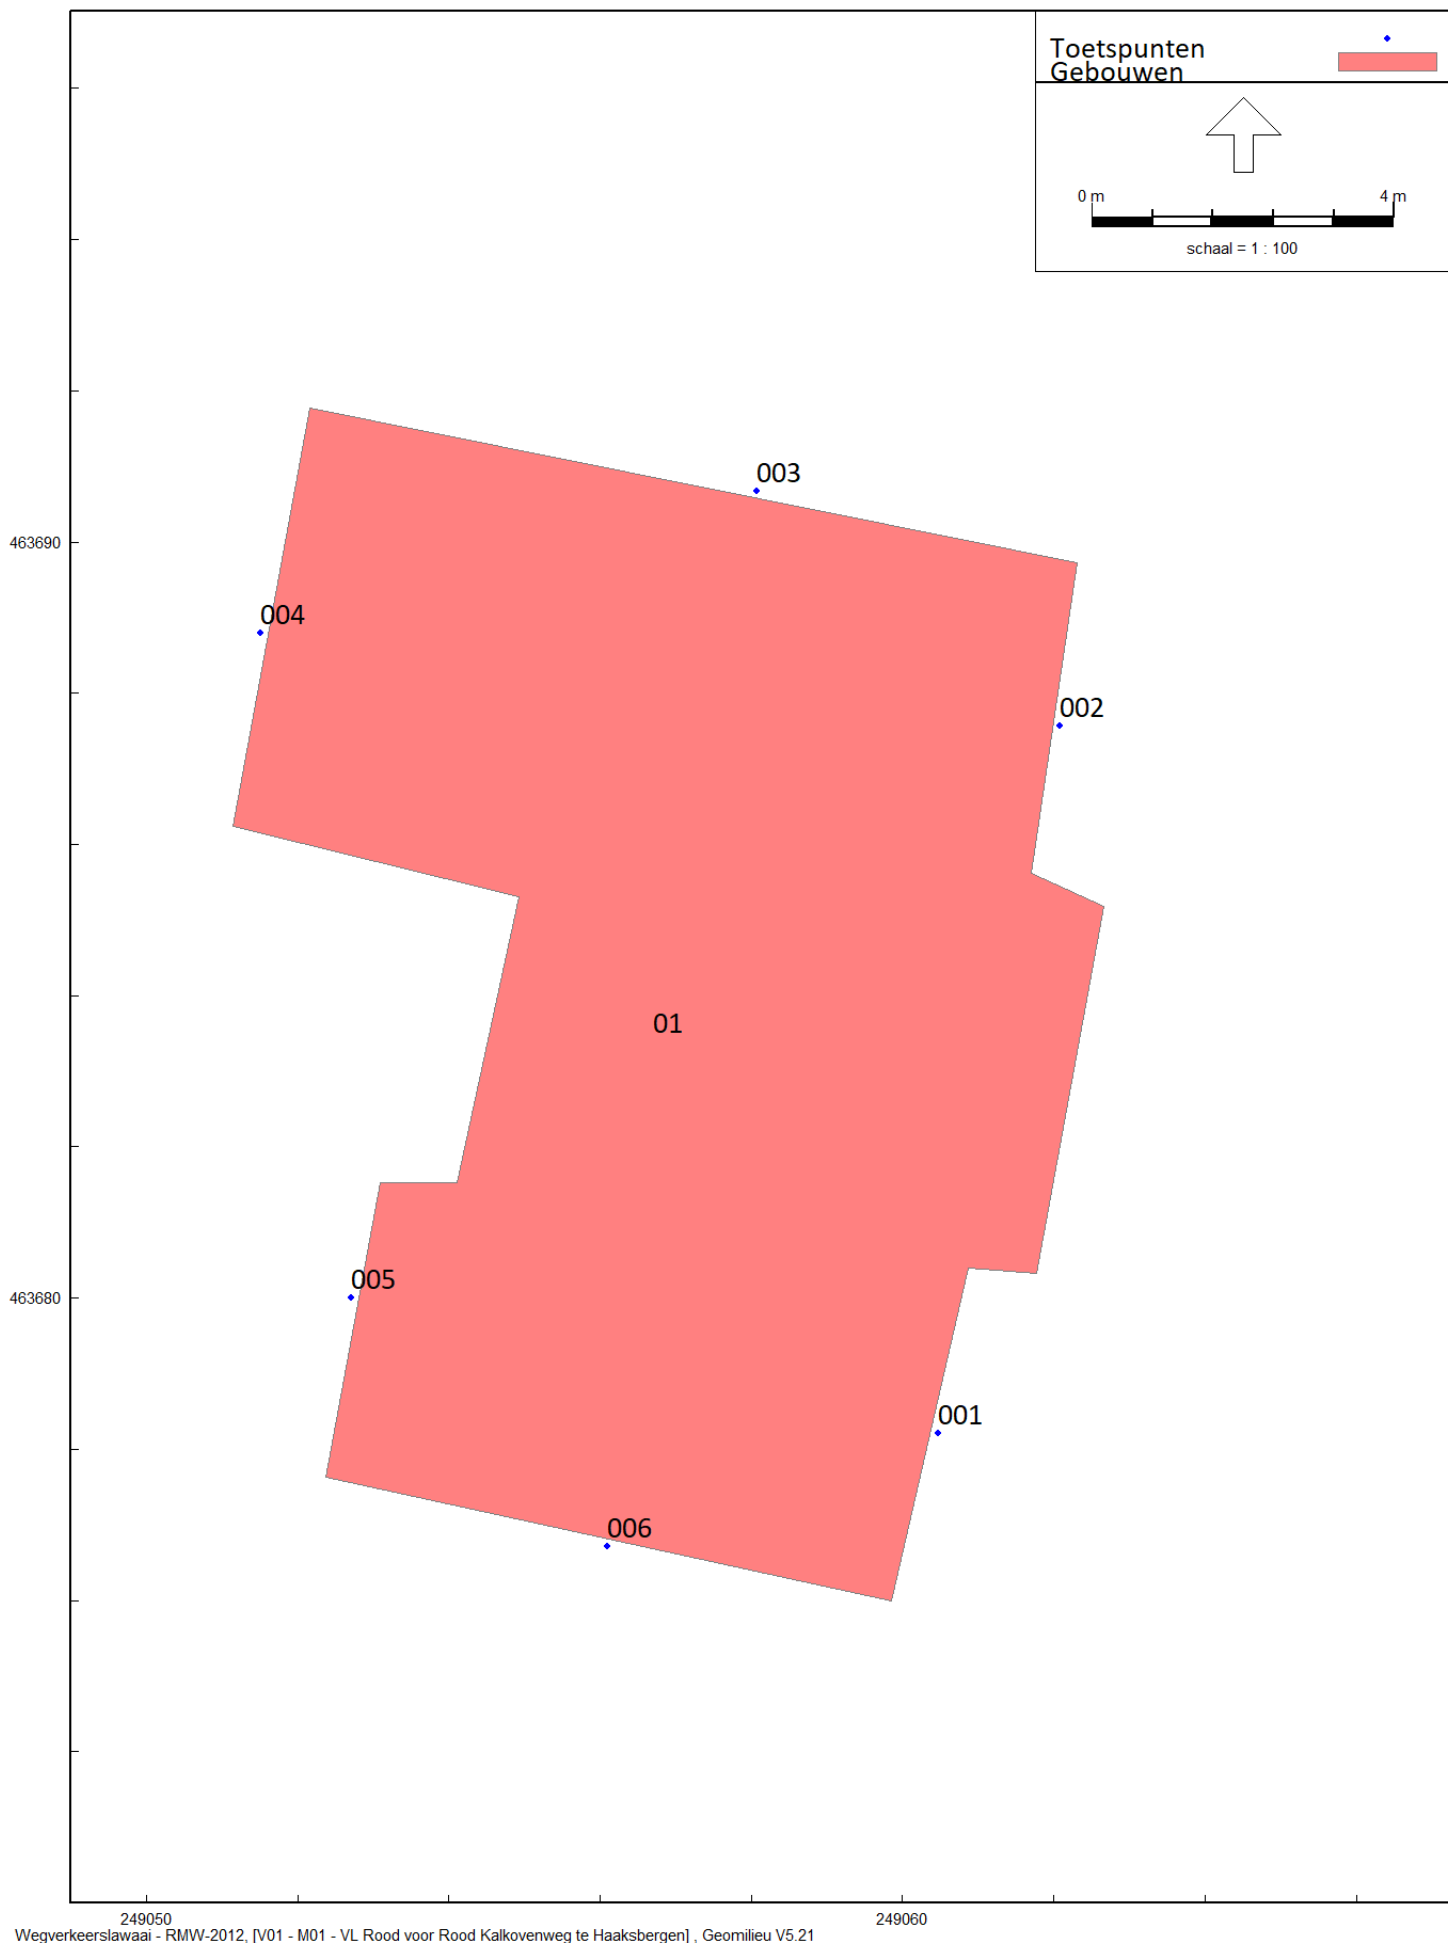 Toetspunten
Gebouwen
0 m 4 m
schaal = 1 : 100
003
463690
004
002
01
005
463680
001
006
249050 249060
Wegverkeerslawaai - RMW-2012, [V01 - M01 - VL Rood voor Rood Kalkovenweg te Haaksbergen] , Geomilieu V5.21